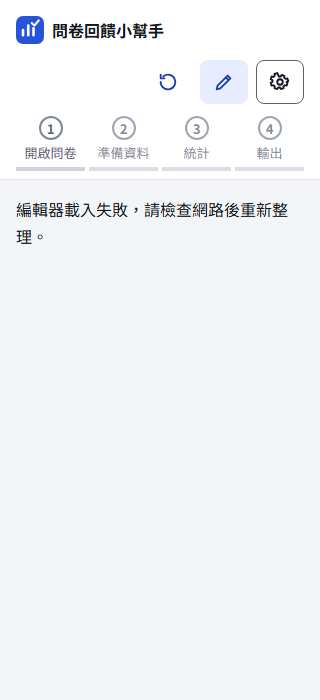 問卷回饋小幫手
1
2
3
4
開啟問卷
準備資料
統計
輸出
編輯器載入失敗，請檢查網路後重新整
理。